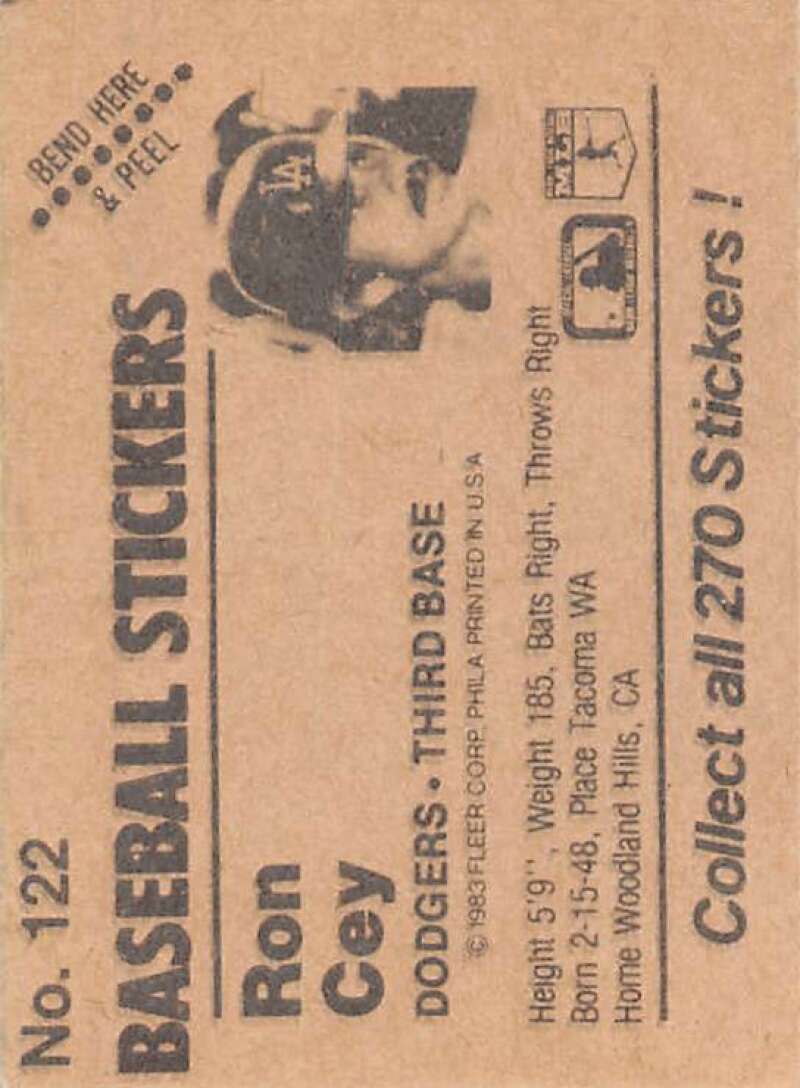 No. 122
BEND HERE
& PEEL
BASEBALL STICKERS
LA
Ron
Cey
DODGERS • THIRD BASE
© 1983 FLEER CORP. PHILA. PRINTED IN U.S.A
Height 5'9'', Weight 185. Bats Right, Throws Right
Born 2-15-48, Place Tacoma WA
Home Woodland Hills, CA
Collect all 270 Stickers!